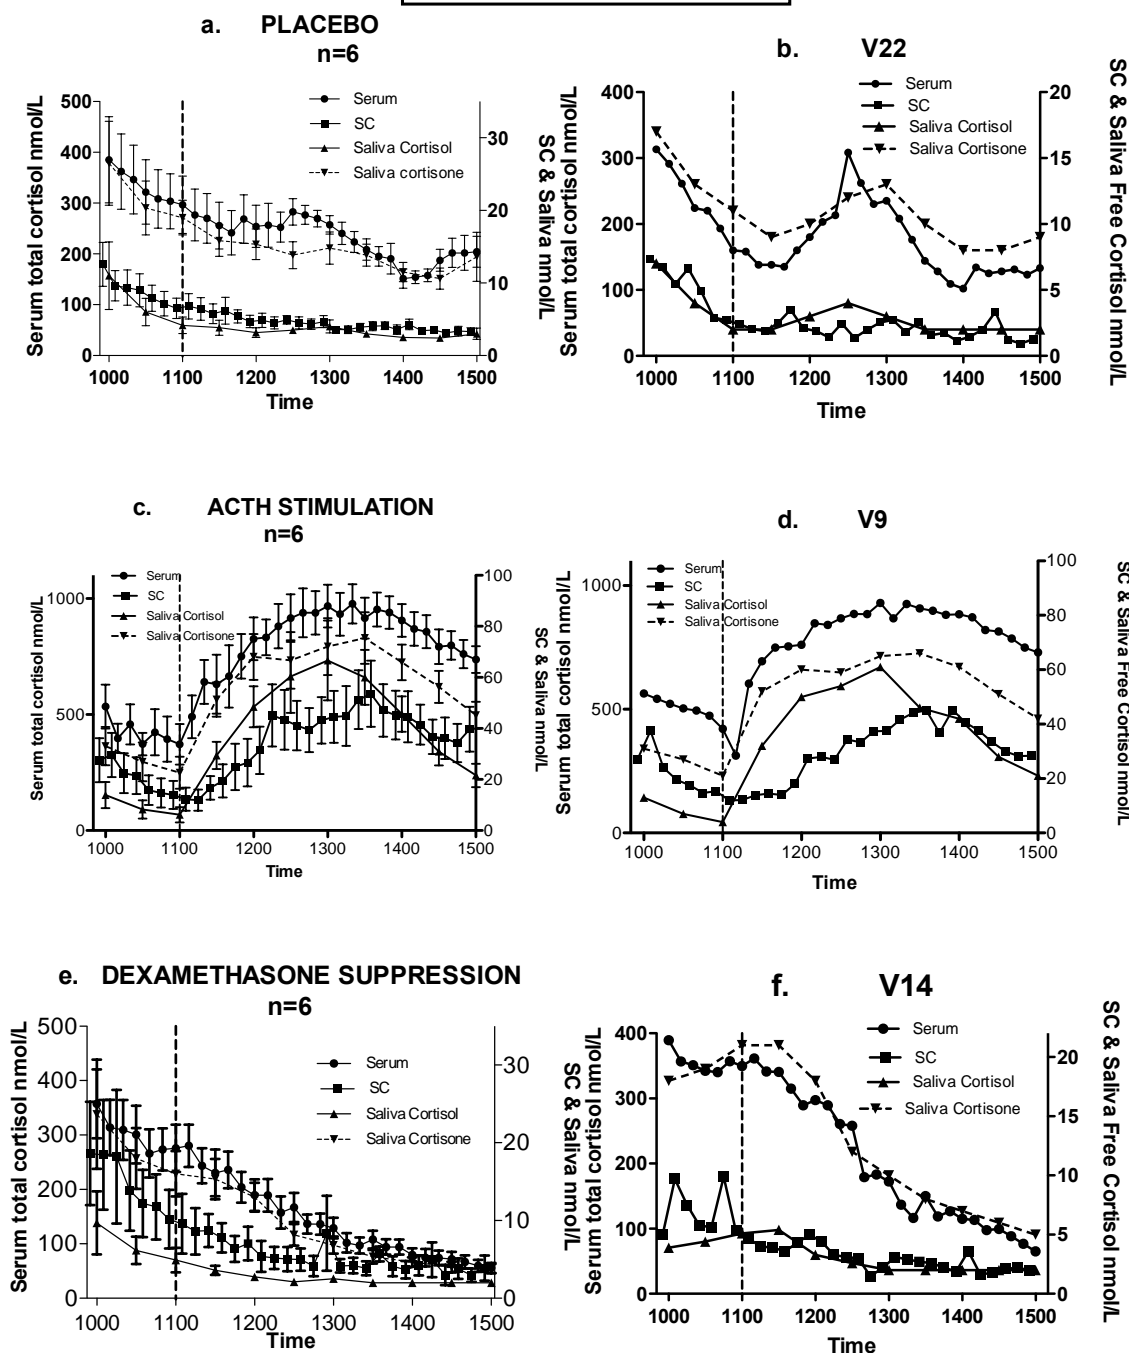 a. PLACEBO
n=6
Serum
SC
Saliva Cortisol
Saliva cortisone
500
400
300
200
100
0
30
20
10
0
1000 1100 1200 1300 1400 1500
Time
Serum total cortisol nmol/L
SC & Saliva nmol/L
b. V22
Serum
SC
Saliva Cortisol
Saliva Cortisone
400
300
200
100
0
20
15
10
5
0
1000 1100 1200 1300 1400 1500
Time
Serum total cortisol nmol/L
SC & Saliva Free Cortisol nmol/L
c. ACTH STIMULATION
n=6
Serum
SC
Saliva Cortisol
Saliva Cortisone
1000
500
0
100
80
60
40
20
0
1000 1100 1200 1300 1400 1500
Time
Serum total cortisol nmol/L
SC & Saliva nmol/L
d. V9
Serum
SC
Saliva Cortisol
Saliva Cortisone
1000
500
0
100
80
60
40
20
0
1000 1100 1200 1300 1400 1500
Time
Serum total cortisol nmol/L
SC & Saliva Free Cortisol nmol/L
e. DEXAMETHASONE SUPPRESSION
n=6
Serum
SC
Saliva Cortisol
Saliva Cortisone
500
400
300
200
100
0
30
20
10
0
1000 1100 1200 1300 1400 1500
Time
Serum total cortisol nmol/L
SC & Saliva nmol/L
f. V14
Serum
SC
Saliva Cortisol
Saliva Cortisone
400
300
200
100
0
20
15
10
5
0
1000 1100 1200 1300 1400 1500
Time
Serum total cortisol nmol/L
SC & Saliva Free Cortisol nmol/L